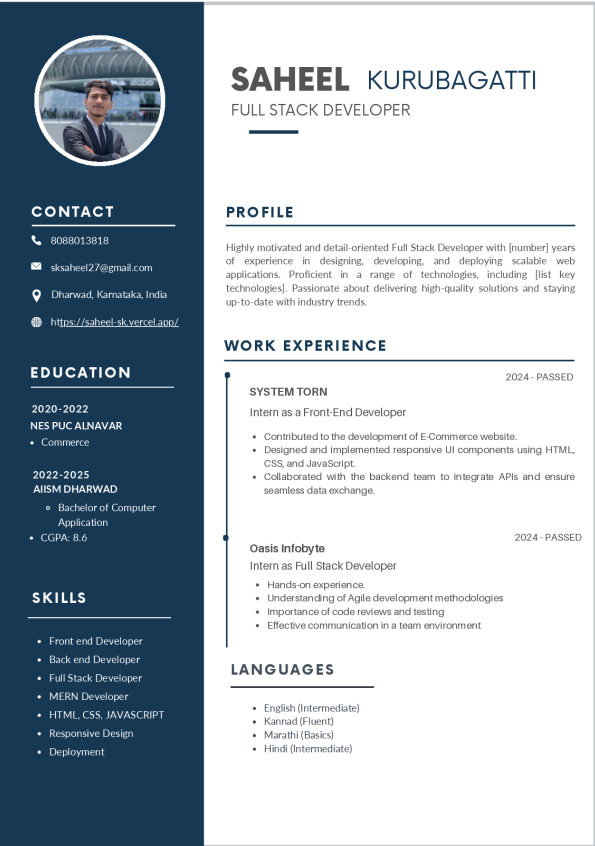 SAHEEL KURUBAGATTI
FULL STACK DEVELOPER
CONTACT
8088013818
sksaheel27@gmail.com
Dharwad, Karnataka, India
https://saheel-sk.vercel.app/
EDUCATION
2020-2022
NES PUC ALNAVAR
Commerce
2022-2025
AIISM DHARWAD
Bachelor of Computer
Application
CGPA: 8.6
SKILLS
Front end Developer
Back end Developer
Full Stack Developer
MERN Developer
HTML, CSS, JAVASCRIPT
Responsive Design
Deployment
PROFILE
Highly motivated and detail-oriented Full Stack Developer with [number] years
of experience in designing, developing, and deploying scalable web
applications. Proficient in a range of technologies, including [list key
technologies]. Passionate about delivering high-quality solutions and staying
up-to-date with industry trends.
WORK EXPERIENCE
2024 - PASSED
SYSTEM TORN
Intern as a Front-End Developer
Contributed to the development of E-Commerce website.
Designed and implemented responsive UI components using HTML,
CSS, and JavaScript.
Collaborated with the backend team to integrate APIs and ensure
seamless data exchange.
2024 - PASSED
Oasis Infobyte
Intern as Full Stack Developer
Hands-on experience.
Understanding of Agile development methodologies
Importance of code reviews and testing
Effective communication in a team environment
LANGUAGES
English (Intermediate)
Kannad (Fluent)
Marathi (Basics)
Hindi (Intermediate)